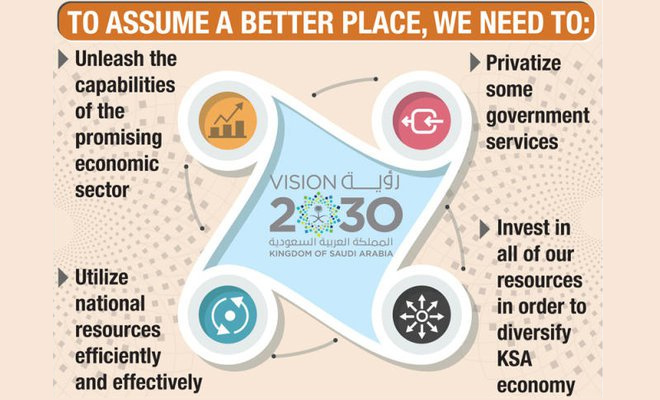 TO ASSUME A BETTER PLACE, WE NEED TO:
Unleash the
capabilities
of the
promising
economic
sector
Privatize
some
government
services
VISION رؤيــة
2030
المملكة العربية السعودية
KINGDOM OF SAUDI ARABIA
Utilize
national
resources
efficiently
and effectively
Invest in
all of our
resources
in order to
diversify
KSA
economy